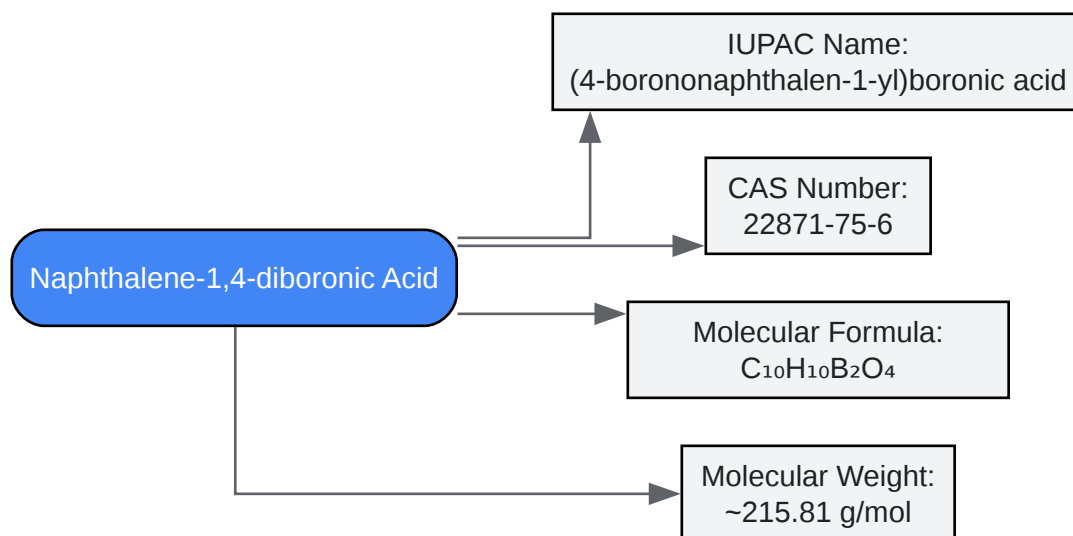 IUPAC Name:
(4-borononaphthalen-1-yl)boronic acid
CAS Number:
22871-75-6
Naphthalene-1,4-diboronic Acid
Molecular Formula:
C₁₀H₁₀B₂O₄
Molecular Weight:
~215.81 g/mol